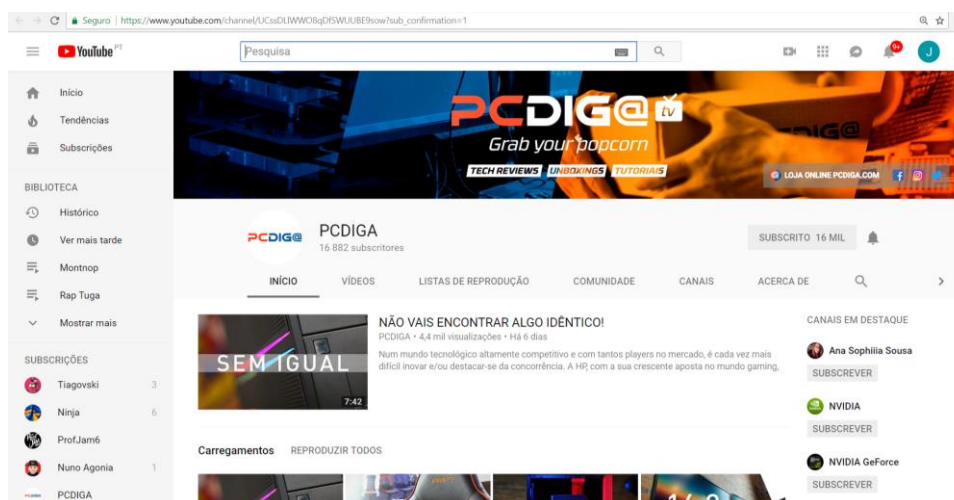 Seguro | https://www.youtube.com/channel/UCssDLlWWO8qDfSWUUBE9sow?sub_confirmation=1
YouTube PT
Pesquisa
9+
J
Início
Tendências
Subscrições
BIBLIOTECA
Histórico
Ver mais tarde
Montnop
Rap Tuga
Mostrar mais
SUBSCRIÇÕES
Tiagovski 3
Ninja 6
ProfJam6
Nuno Agonia 1
PCDIGA
PCDIG@ tv
Grab your popcorn
TECH REVIEWS UNBOXINGS TUTORIAIS
LOJA ONLINE PCDIGA.COM
PCDIG@
PCDIGA
16 882 subscritores
SUBSCRITO 16 MIL
INÍCIO VÍDEOS LISTAS DE REPRODUÇÃO COMUNIDADE CANAIS ACERCA DE
SEM IGUAL
7:42
NÃO VAIS ENCONTRAR ALGO IDÊNTICO!
PCDIGA • 4,4 mil visualizações • Há 6 dias
Num mundo tecnológico altamente competitivo e com tantos players no mercado, é cada vez mais
difícil inovar e/ou destacar-se da concorrência. A HP, com a sua crescente aposta no mundo gaming,
Carregamentos REPRODUZIR TODOS
CANAIS EM DESTAQUE
Ana Sophiiia Sousa
SUBSCREVER
NVIDIA
SUBSCREVER
NVIDIA GeForce
SUBSCREVER